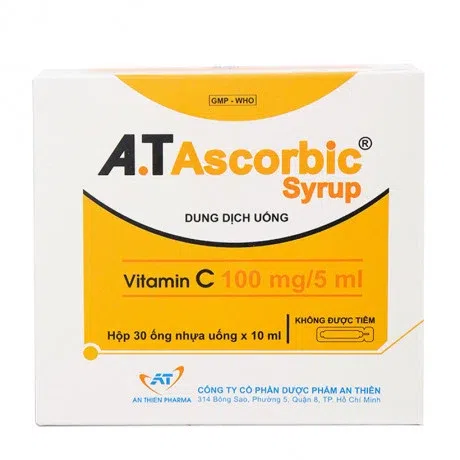 GMP - WHO
A.T Ascorbic®
Syrup
DUNG DỊCH UỐNG
Vitamin C 100 mg/5 ml
KHÔNG ĐƯỢC TIÊM
Hộp 30 ống nhựa uống x 10 ml
AT
AN THIEN PHARMA
CÔNG TY CỔ PHẦN DƯỢC PHẨM AN THIÊN
314 Bông Sao, Phường 5, Quận 8, TP. Hồ Chí Minh